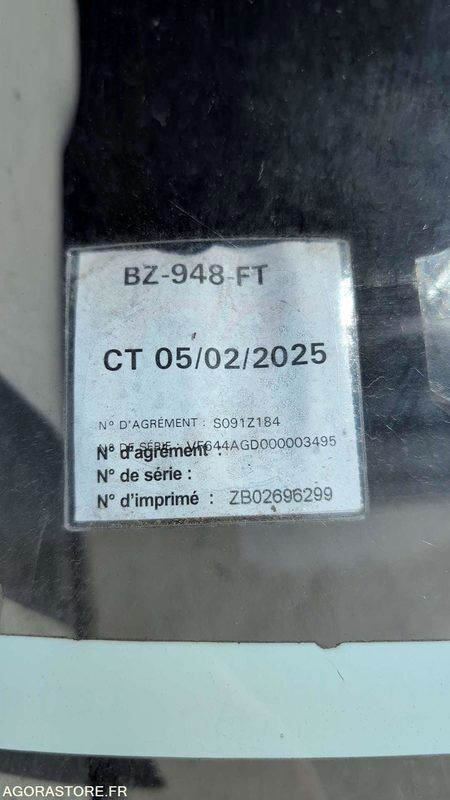 BZ-948-FT
CT 05/02/2025
N° D'AGRÉMENT : S091Z184
N° DE SÉRIE : VF644AGD000003495
N° d'agrément :
N° de série :
N° d'imprimé : ZB02696299
AGORASTORE.FR